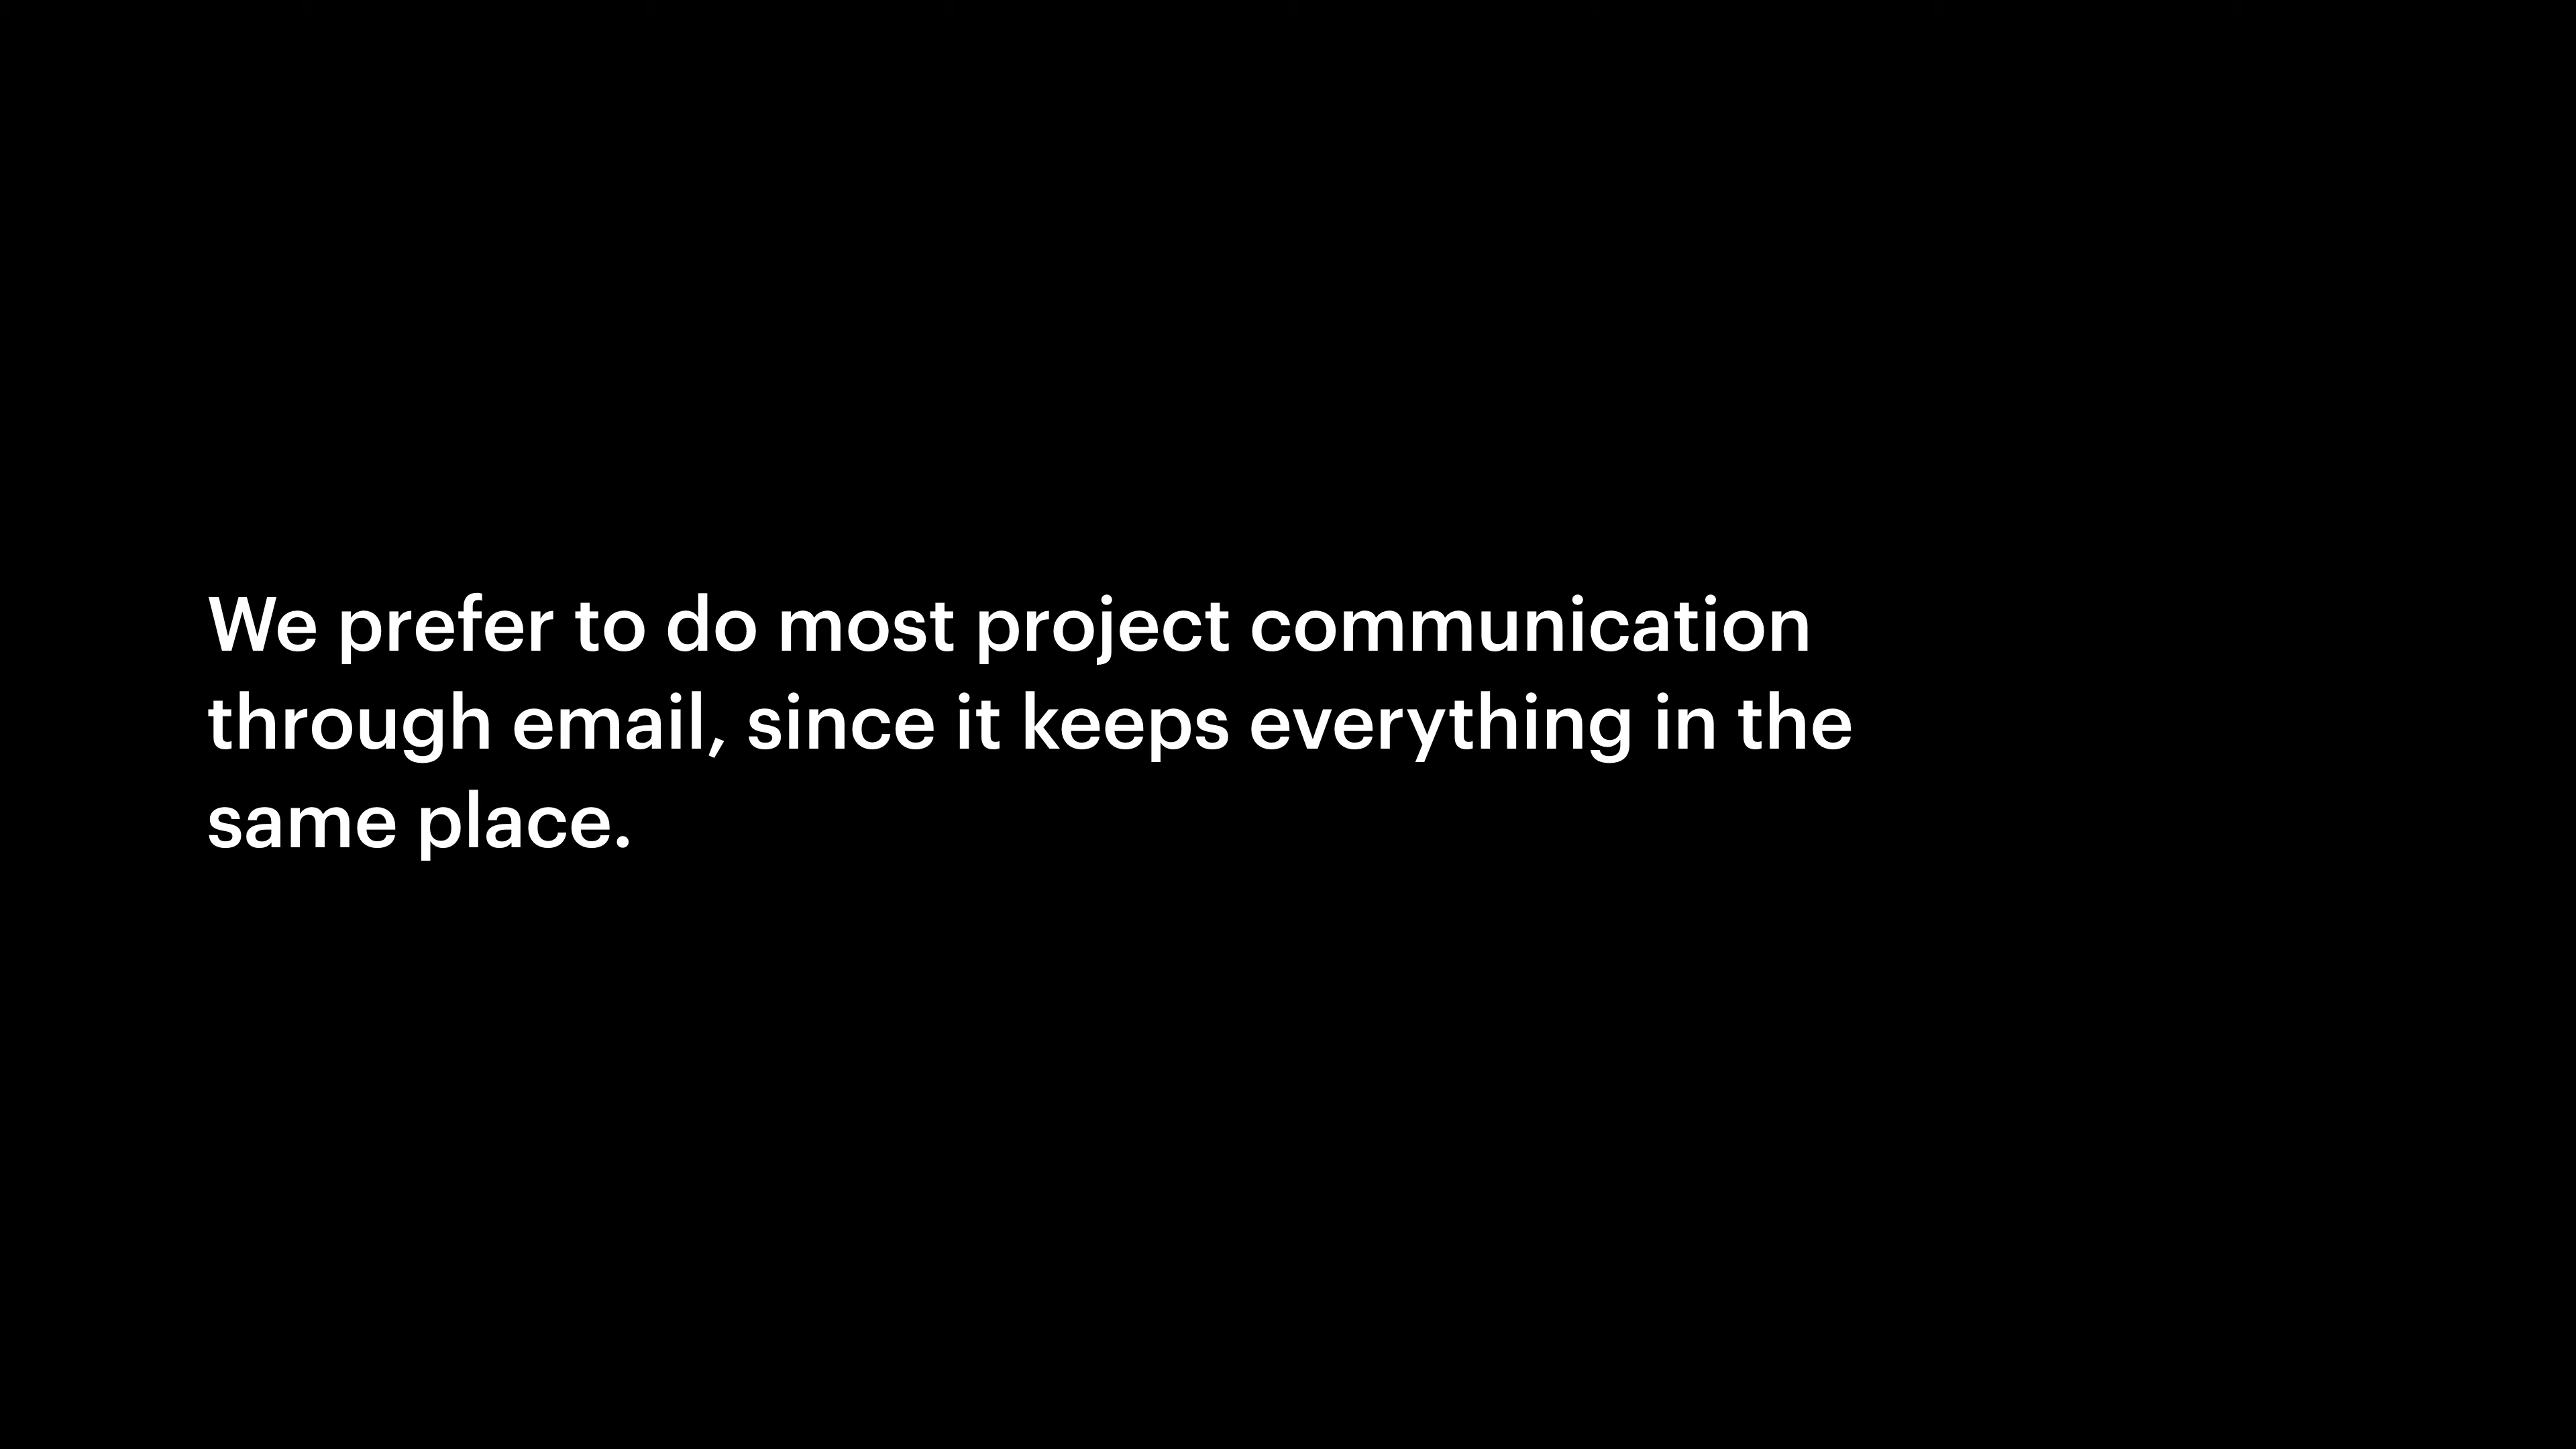 We prefer to do most project communication
through email, since it keeps everything in the
same place.